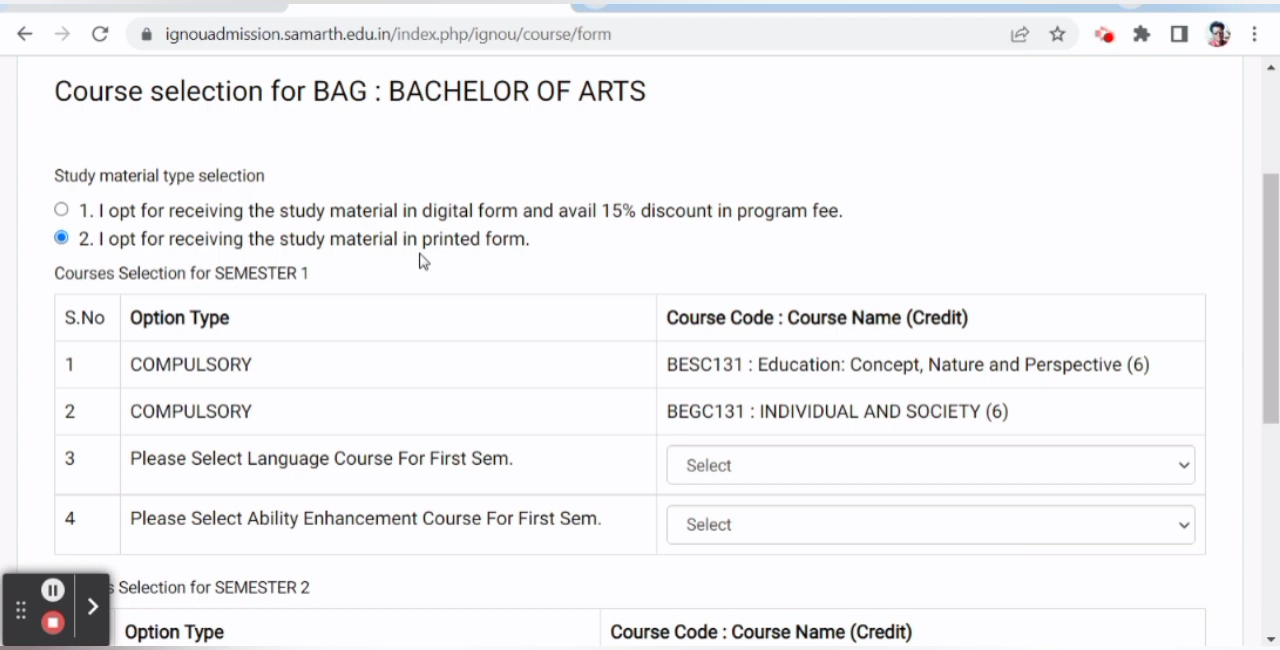 ignouadmission.samarth.edu.in/index.php/ignou/course/form
Course selection for BAG : BACHELOR OF ARTS
Study material type selection
1. I opt for receiving the study material in digital form and avail 15% discount in program fee.
2. I opt for receiving the study material in printed form.
Courses Selection for SEMESTER 1
S.No Option Type Course Code : Course Name (Credit)
1 COMPULSORY BESC131 : Education: Concept, Nature and Perspective (6)
2 COMPULSORY BEGC131 : INDIVIDUAL AND SOCIETY (6)
3 Please Select Language Course For First Sem. Select
4 Please Select Ability Enhancement Course For First Sem. Select
s Selection for SEMESTER 2
Option Type Course Code : Course Name (Credit)